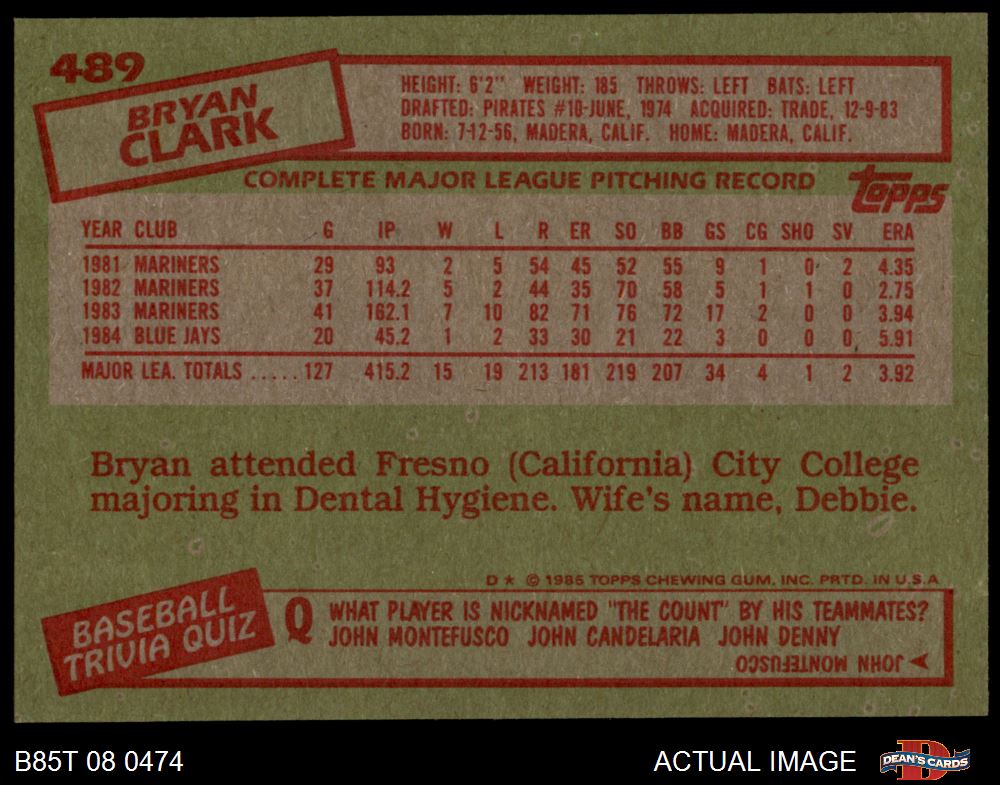 489
BRYAN
CLARK
HEIGHT: 6'2" WEIGHT: 185 THROWS: LEFT BATS: LEFT
DRAFTED: PIRATES #10-JUNE, 1974 ACQUIRED: TRADE, 12-9-83
BORN: 7-12-56, MADERA, CALIF. HOME: MADERA, CALIF.
COMPLETE MAJOR LEAGUE PITCHING RECORD
topps
YEAR CLUB G IP W L R ER SO BB GS CG SHO SV ERA
1981 MARINERS 29 93 2 5 54 45 52 55 9 1 0 2 4.35
1982 MARINERS 37 114.2 5 2 44 35 70 58 5 1 1 0 2.75
1983 MARINERS 41 162.1 7 10 82 71 76 72 17 2 0 0 3.94
1984 BLUE JAYS 20 45.2 1 2 33 30 21 22 3 0 0 0 5.91
MAJOR LEA. TOTALS .....127 415.2 15 19 213 181 219 207 34 4 1 2 3.92
Bryan attended Fresno (California) City College
majoring in Dental Hygiene. Wife's name, Debbie.
D* © 1985 TOPPS CHEWING GUM, INC. PRTD. IN U.S.A
BASEBALL
TRIVIA QUIZ
Q WHAT PLAYER IS NICKNAMED "THE COUNT" BY HIS TEAMMATES?
JOHN MONTEFUSCO JOHN CANDELARIA JOHN DENNY
JOHN MONTEFUSCO
B85T 08 0474
ACTUAL IMAGE
D
DEAN'S CARDS